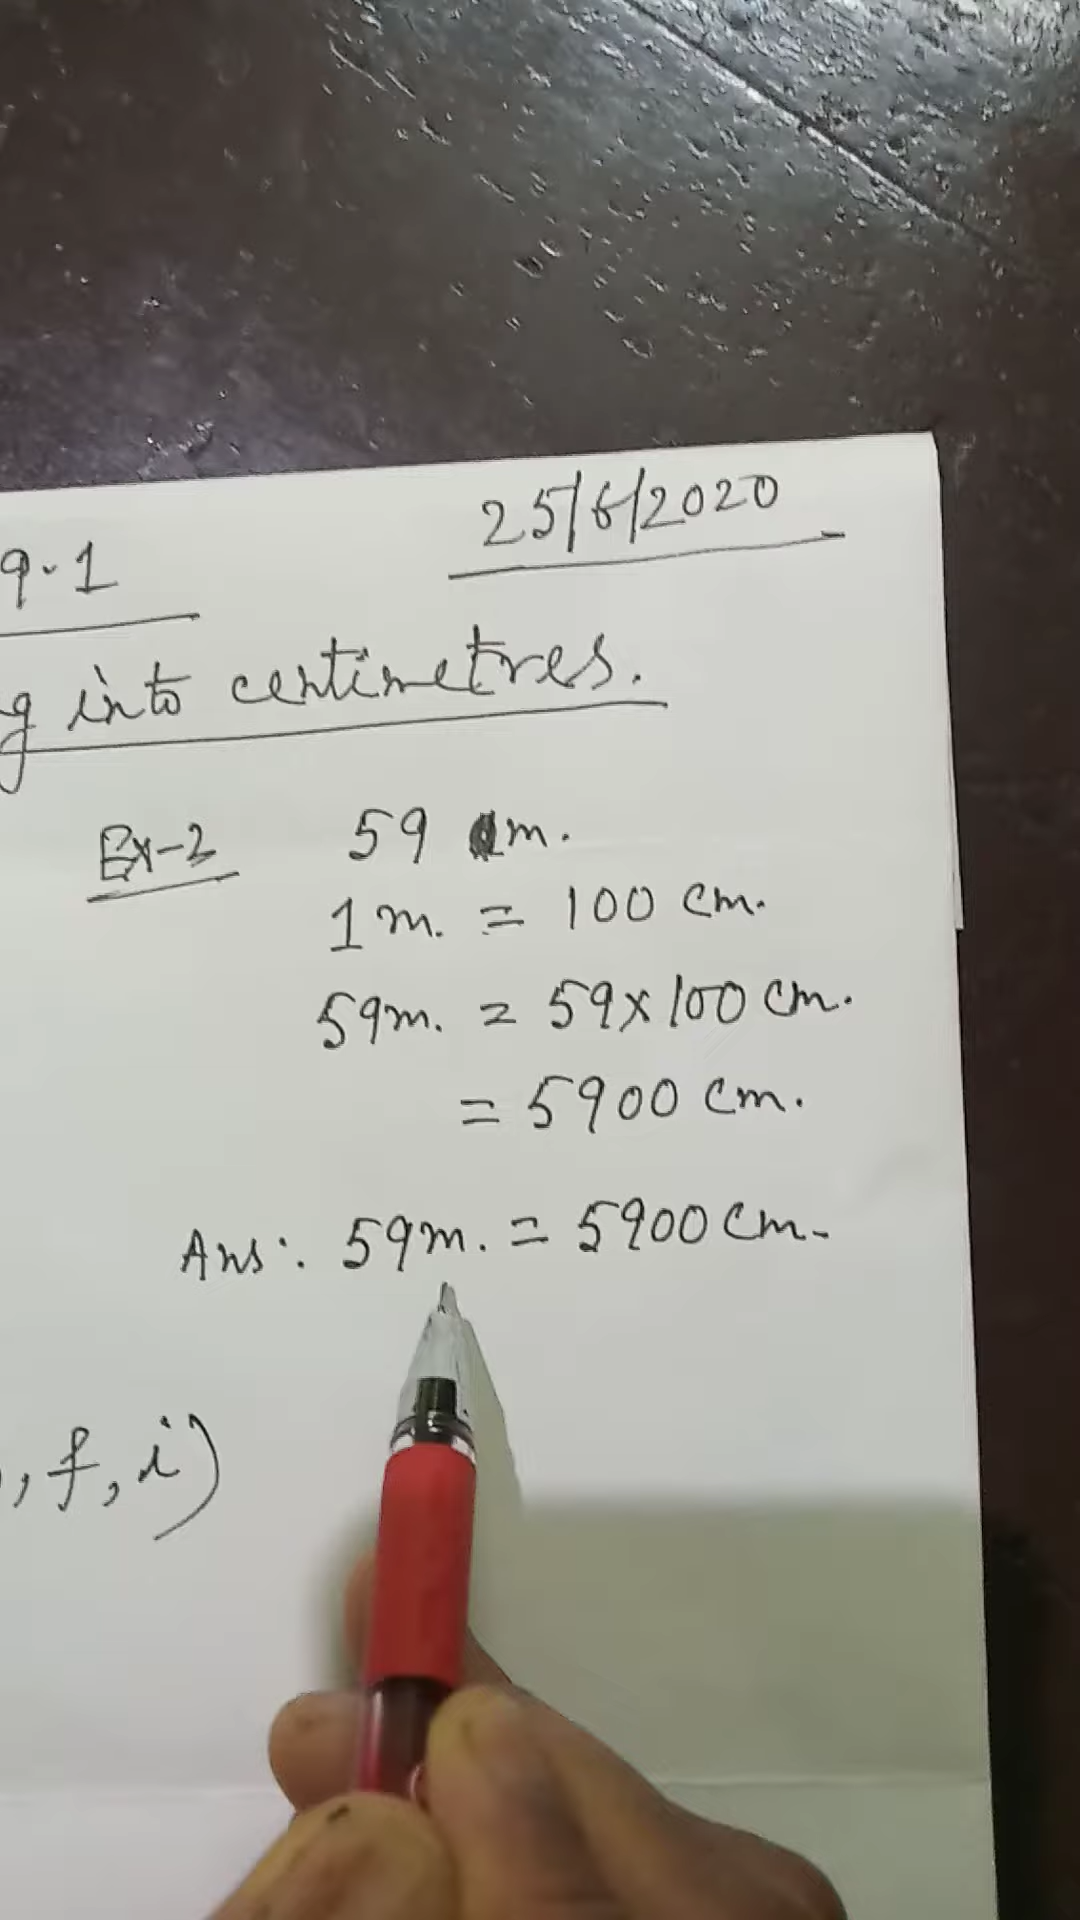 25/6/2020
9.1
g into centimetres.
Ex-2 59 m.
1 m. = 100 cm.
59m. = 59x100 cm.
= 5900 cm.
Ans: 59m. = 5900 cm.
, f, i)